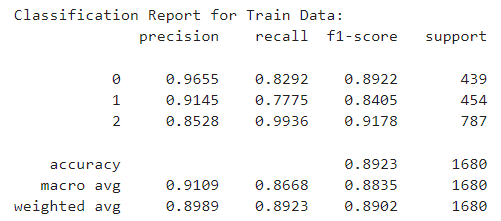 Classification Report for Train Data:
precision recall f1-score support
0 0.9655 0.8292 0.8922 439
1 0.9145 0.7775 0.8405 454
2 0.8528 0.9936 0.9178 787
accuracy 0.8923 1680
macro avg 0.9109 0.8668 0.8835 1680
weighted avg 0.8989 0.8923 0.8902 1680